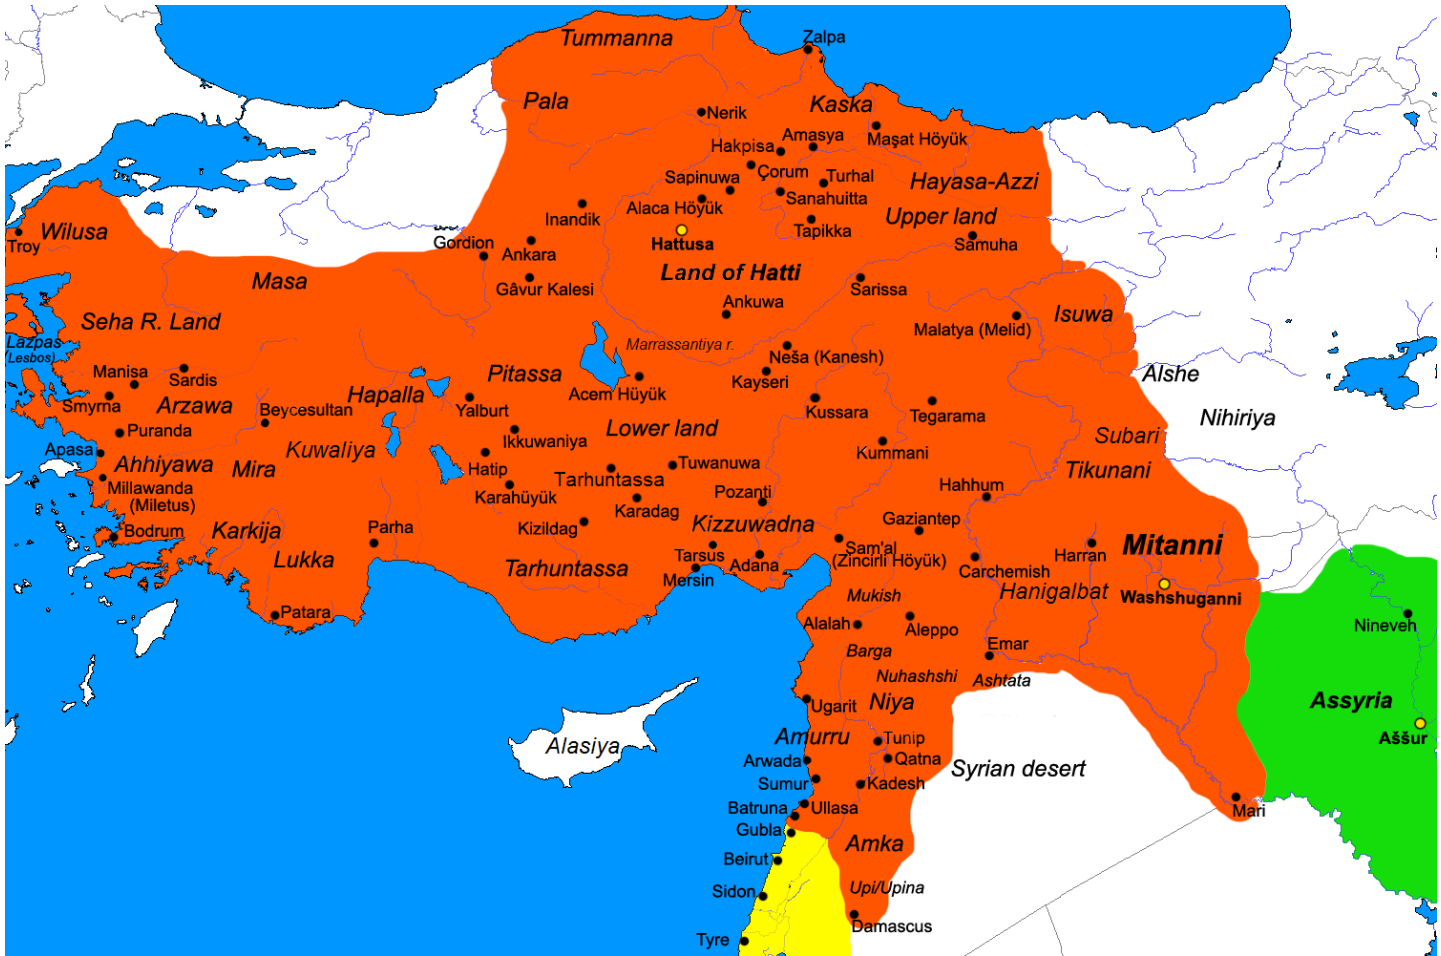 Tummanna
Zalpa
Pala
Kaska
Nerik
Amasya
Maşat Höyük
Hakpisa
Çorum
Sapinuwa
Turhal
Hayasa-Azzi
Alaca Höyük
Sanahuitta
Inandik
Upper land
Tapikka
Wilusa
Troy
Gordion
Ankara
Hattusa
Samuha
Land of Hatti
Masa
Gâvur Kalesi
Sarissa
Ankuwa
Isuwa
Seha R. Land
Malatya (Melid)
Lazpas
(Lesbos)
Marrassantiya r.
Neša (Kanesh)
Manisa
Sardis
Pitassa
Kayseri
Alshe
Hapalla
Acem Hüyük
Smyrna
Arzawa
Beycesultan
Yalburt
Kussara
Tegarama
Nihiriya
Puranda
Ikkuwaniya
Lower land
Subari
Apasa
Kuwaliya
Kummani
Ahhiyawa
Mira
Hatip
Tuwanuwa
Tikunani
Millawanda
(Miletus)
Karahüyük
Tarhuntassa
Hahhum
Pozanti
Karadag
Bodrum
Karkija
Parha
Kizildag
Kizzuwadna
Gaziantep
Lukka
Tarsus
Adana
Sam'al
(Zincirli Höyük)
Harran
Mitanni
Tarhuntassa
Mersin
Carchemish
Hanigalbat
Washshuganni
Patara
Mukish
Alalah
Aleppo
Nineveh
Barga
Emar
Nuhashshi
Ashtata
Ugarit
Niya
Assyria
Alasiya
Amurru
Tunip
Aššur
Arwada
Qatna
Syrian desert
Sumur
Kadesh
Batruna
Ullasa
Mari
Gubla
Amka
Beirut
Upi/Upina
Sidon
Damascus
Tyre